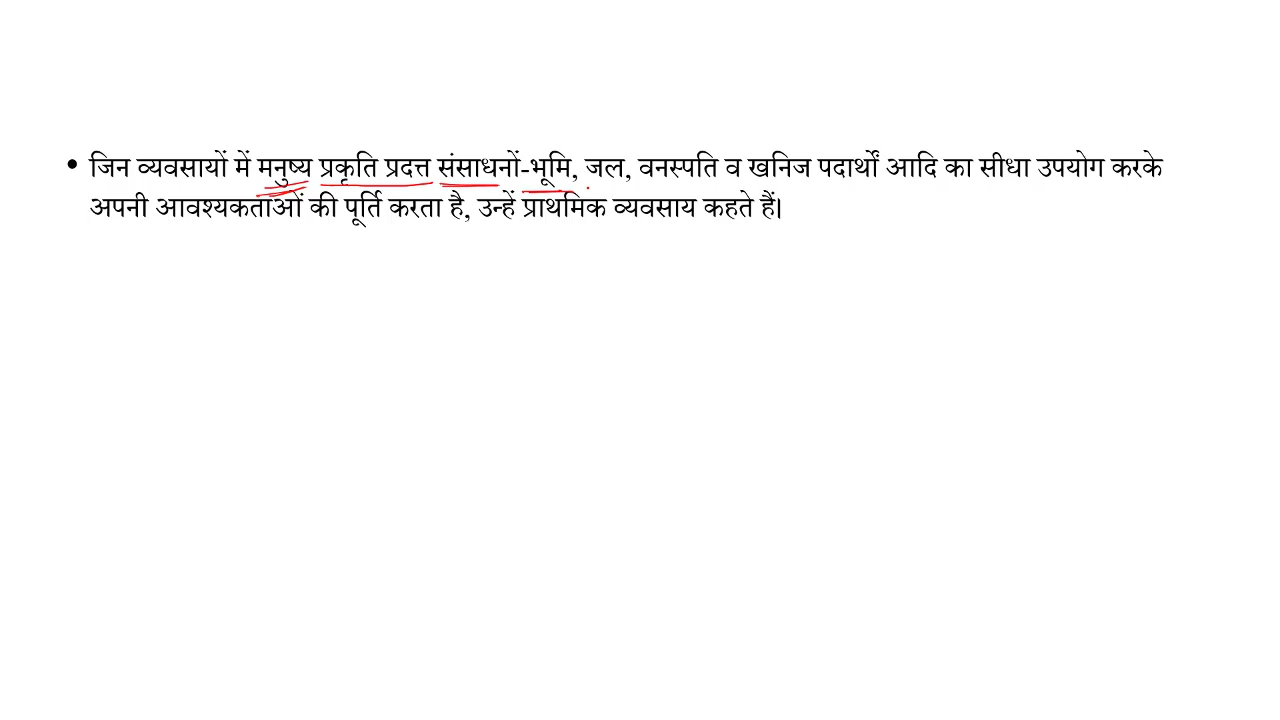 • जिन व्यवसायों में मनुष्य प्रकृति प्रदत्त संसाधनों-भूमि, जल, वनस्पति व खनिज पदार्थों आदि का सीधा उपयोग करके
अपनी आवश्यकताओं की पूर्ति करता है, उन्हें प्राथमिक व्यवसाय कहते हैं।